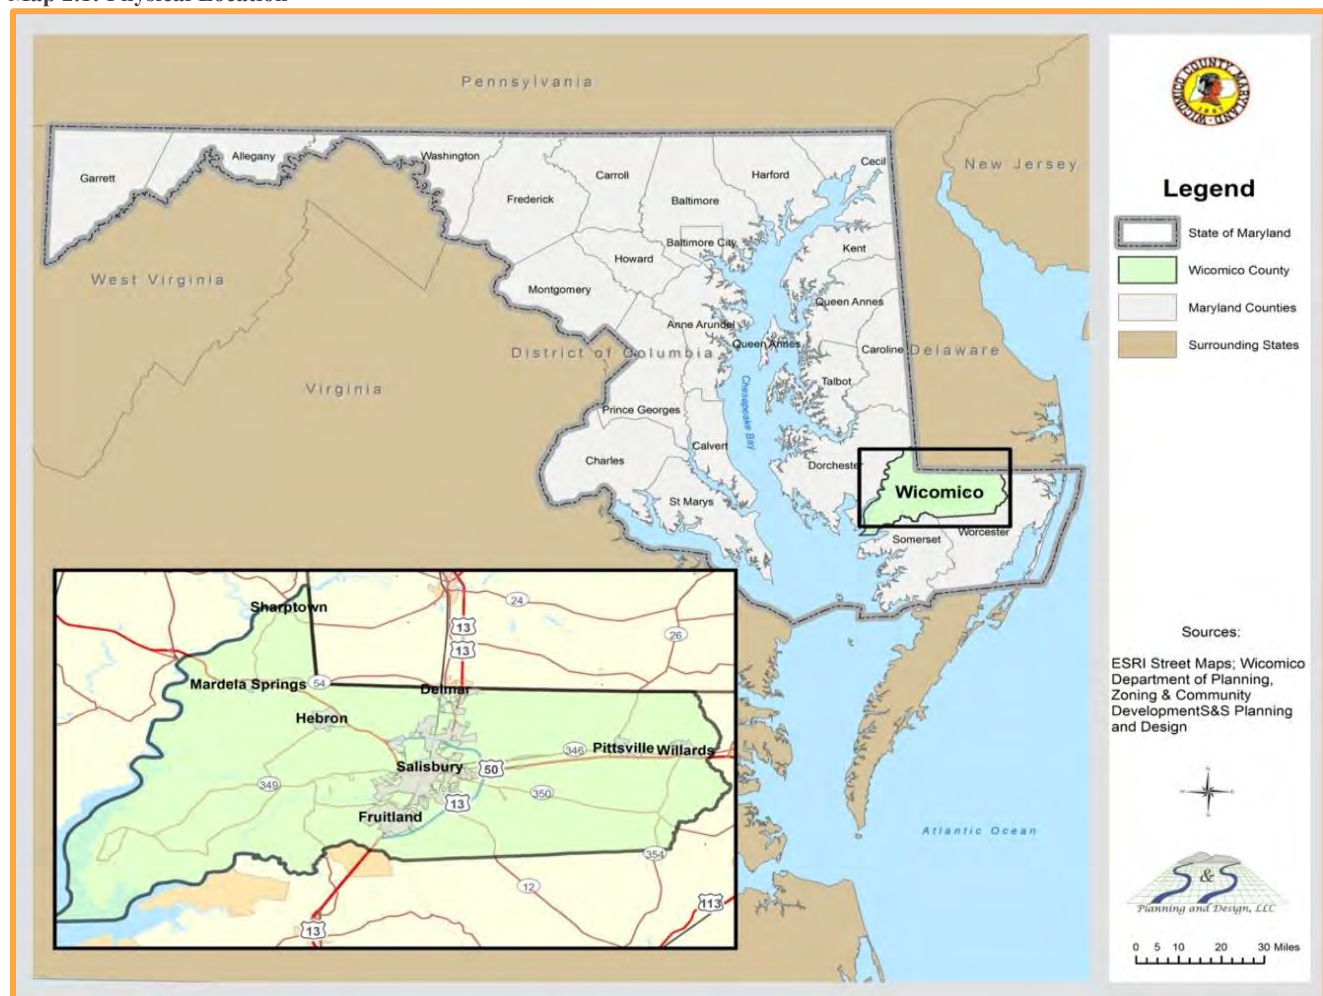 Map 2.1: Physical Location
Pennsylvania
New Jersey
Garrett
Allegany
Washington
Frederick
Carroll
Baltimore
Harford
Cecil
Baltimore City
Howard
Montgomery
Kent
Queen Annes
Anne Arundel
Queen Annes
Caroline
Talbot
West Virginia
Virginia
District of Columbia
Delaware
Chesapeake Bay
Prince Georges
Calvert
Charles
St Marys
Dorchester
Wicomico
Somerset
Worcester
Atlantic Ocean
Sharptown
Mardela Springs
54
Hebron
Delmar
13
13
24
26
Salisbury
50
346
Pittsville
Willards
349
350
13
Fruitland
354
12
113
13
WICOMICO COUNTY MARYLAND
1867
Legend
State of Maryland
Wicomico County
Maryland Counties
Surrounding States
Sources:
ESRI Street Maps; Wicomico
Department of Planning,
Zoning & Community
DevelopmentS&S Planning
and Design
S & S
Planning and Design, LLC
0 5 10 20 30 Miles